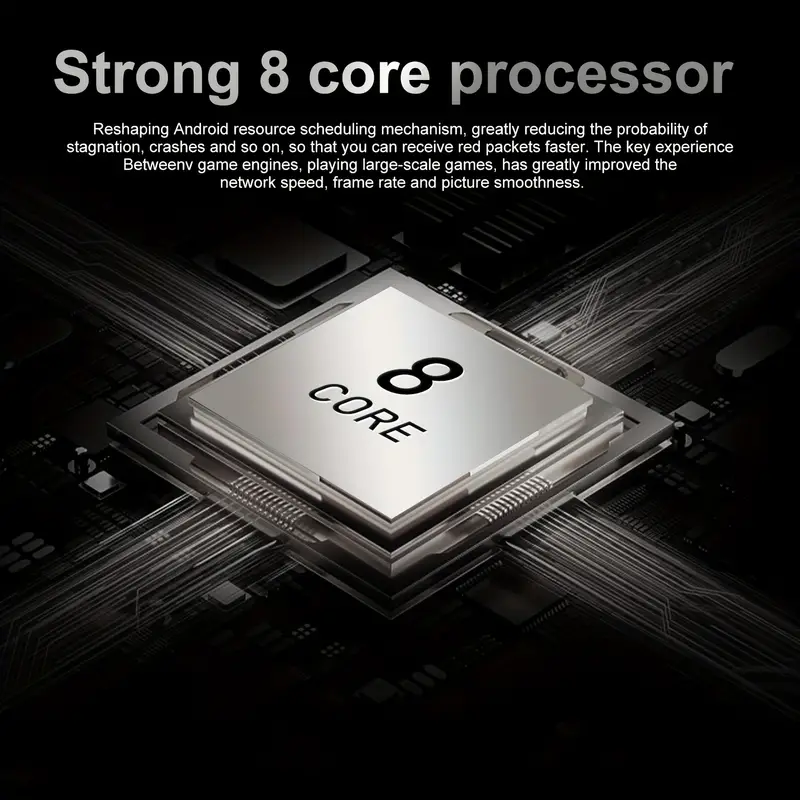 Strong 8 core processor
Reshaping Android resource scheduling mechanism, greatly reducing the probability of
stagnation, crashes and so on, so that you can receive red packets faster. The key experience
Betweenv game engines, playing large-scale games, has greatly improved the
network speed, frame rate and picture smoothness.
8
CORE